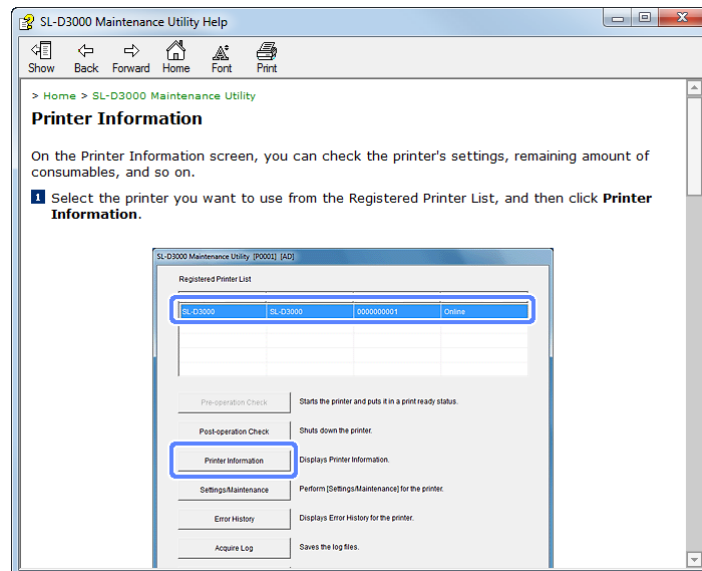 SL-D3000 Maintenance Utility Help
Show Back Forward Home Font Print
> Home > SL-D3000 Maintenance Utility
Printer Information
On the Printer Information screen, you can check the printer's settings, remaining amount of
consumables, and so on.
1 Select the printer you want to use from the Registered Printer List, and then click Printer
Information.
SL-D3000 Maintenance Utility [P0001] [AD]
Registered Printer List
SL-D3000 SL-D3000 0000000001 Online
Pre-operation Check Starts the printer and puts it in a print ready status.
Post-operation Check Shuts down the printer.
Printer Information Displays Printer Information.
Settings/Maintenance Perform [Settings/Maintenance] for the printer.
Error History Displays Error History for the printer.
Acquire Log Saves the log files.